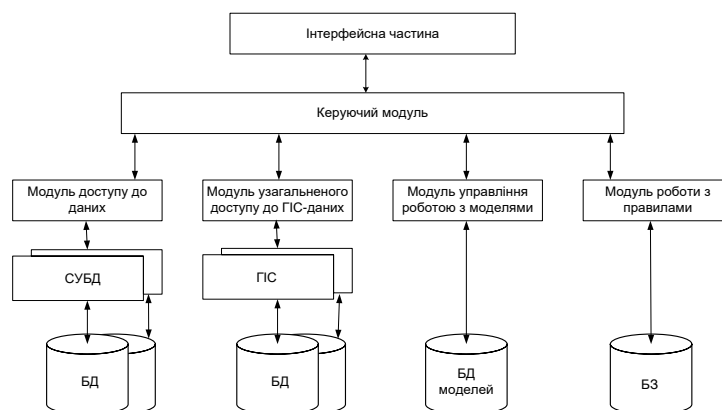 Інтерфейсна частина
Керуючий модуль
Модуль доступу до
даних
Модуль узагальненого
доступу до ГІС-даних
Модуль управління
роботою з моделями
Модуль роботи з
правилами
СУБД
ГІС
БД
БД
БД
моделей
БЗ